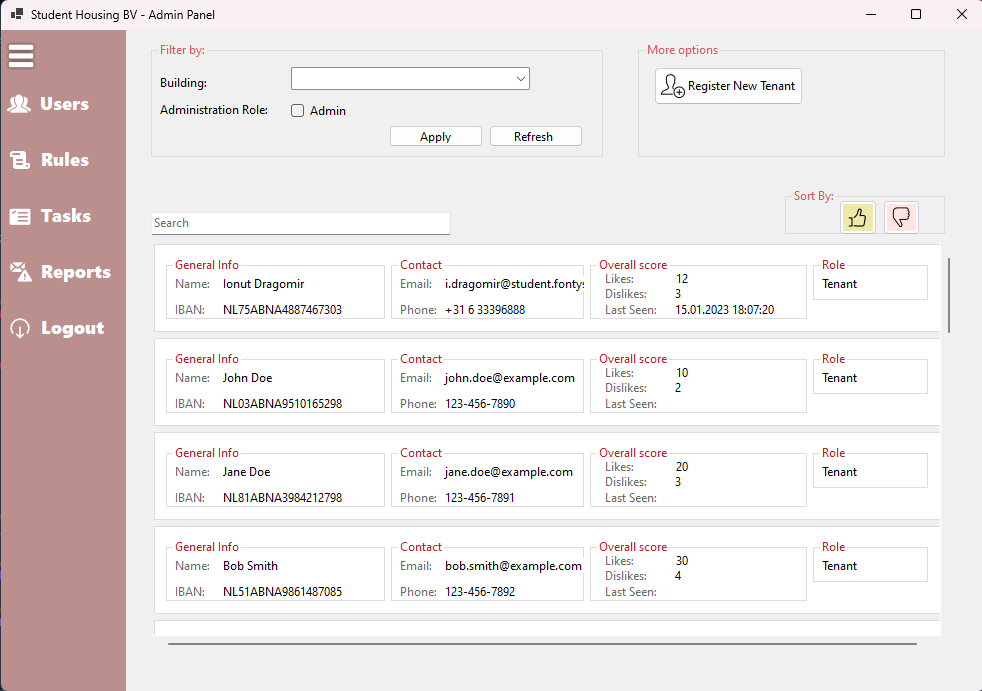 Student Housing BV - Admin Panel
Users
Rules
Tasks
Reports
Logout
Filter by:
Building:
Administration Role: Admin
Apply Refresh
More options
Register New Tenant
Search
Sort By:
General Info
Name: Ionut Dragomir
IBAN: NL75ABNA4887467303
Contact
Email: i.dragomir@student.fontys
Phone: +31 6 33396888
Overall score
Likes: 12
Dislikes: 3
Last Seen: 15.01.2023 18:07:20
Role
Tenant
General Info
Name: John Doe
IBAN: NL03ABNA9510165298
Contact
Email: john.doe@example.com
Phone: 123-456-7890
Overall score
Likes: 10
Dislikes: 2
Last Seen:
Role
Tenant
General Info
Name: Jane Doe
IBAN: NL81ABNA3984212798
Contact
Email: jane.doe@example.com
Phone: 123-456-7891
Overall score
Likes: 20
Dislikes: 3
Last Seen:
Role
Tenant
General Info
Name: Bob Smith
IBAN: NL51ABNA9861487085
Contact
Email: bob.smith@example.com
Phone: 123-456-7892
Overall score
Likes: 30
Dislikes: 4
Last Seen:
Role
Tenant